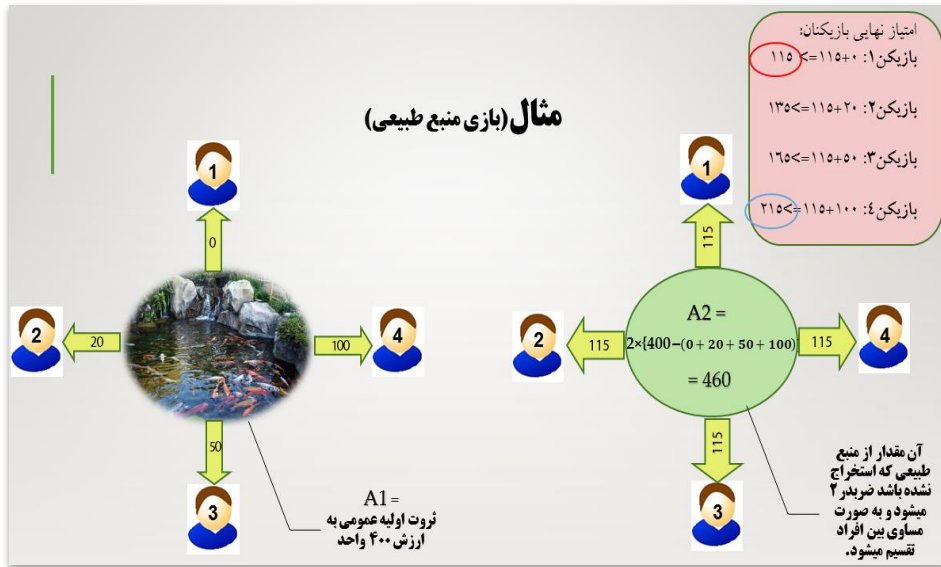 امتیاز نهایی بازیکنان:
بازیکن۱: ۰+۱۱۵=> ۱۱۵
بازیکن۲: ۲۰+۱۱۵=>۱۳۵
بازیکن۳: ۵۰+۱۱۵=>۱۶۵
بازیکن٤: ۱۰۰+۱۱۵=>۲۱۵
مثال(بازی منبع طبیعی)
1
0
2
20
100
4
50
3
A1 =
ثروت اولیه عمومی به
ارزش ۴۰۰ واحد
1
115
2
115
A2 =
2×{400−(0 + 20 + 50 + 100)
= 460
115
4
115
3
آن مقدار از منبع
طبیعی که استخراج
نشده باشد ضربدر ۲
میشود و به صورت
مساوی بین افراد
تقسیم میشود.